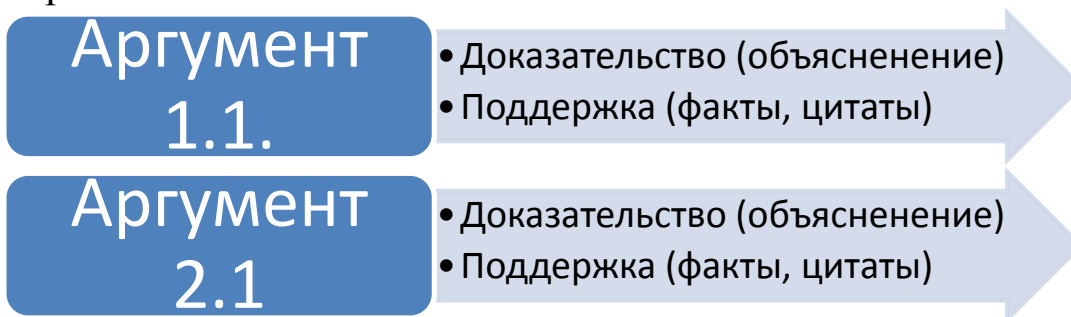 Аргумент
1.1.
• Доказательство (объясненение)
• Поддержка (факты, цитаты)
Аргумент
2.1
• Доказательство (объясненение)
• Поддержка (факты, цитаты)